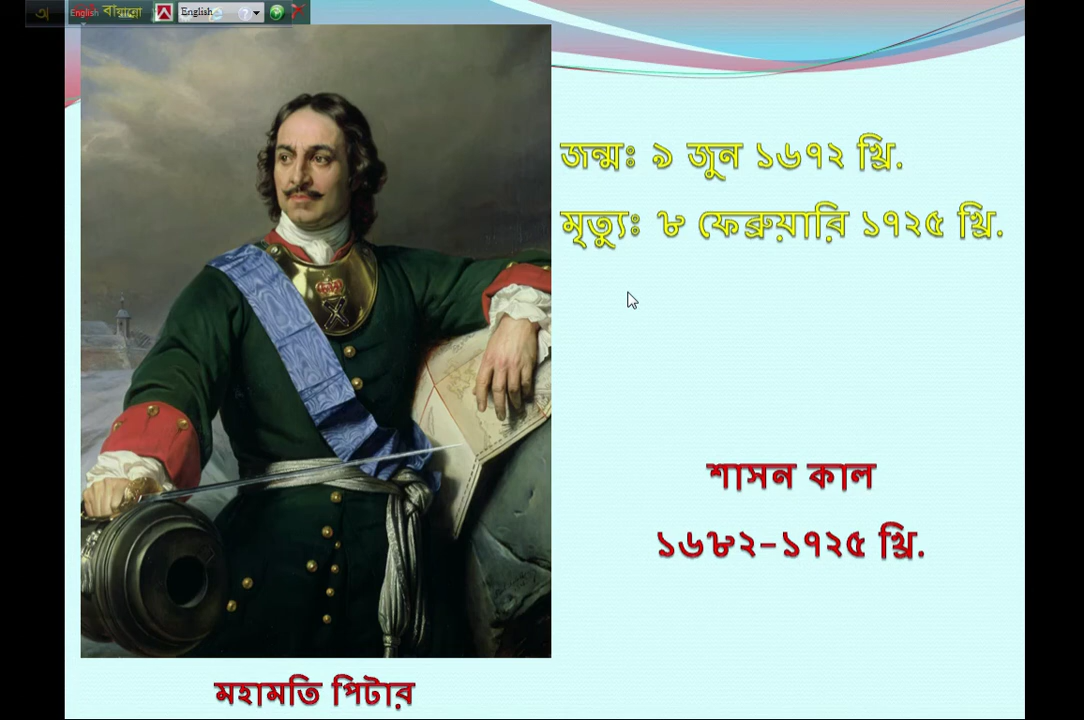 English
বায়ান্নো
English
জন্মঃ ৯ জুন ১৬৭২ খ্রি.
মৃত্যুঃ ৮ ফেব্রুয়ারি ১৭২৫ খ্রি.
শাসন কাল
১৬৮২-১৭২৫ খ্রি.
মহামতি পিটার